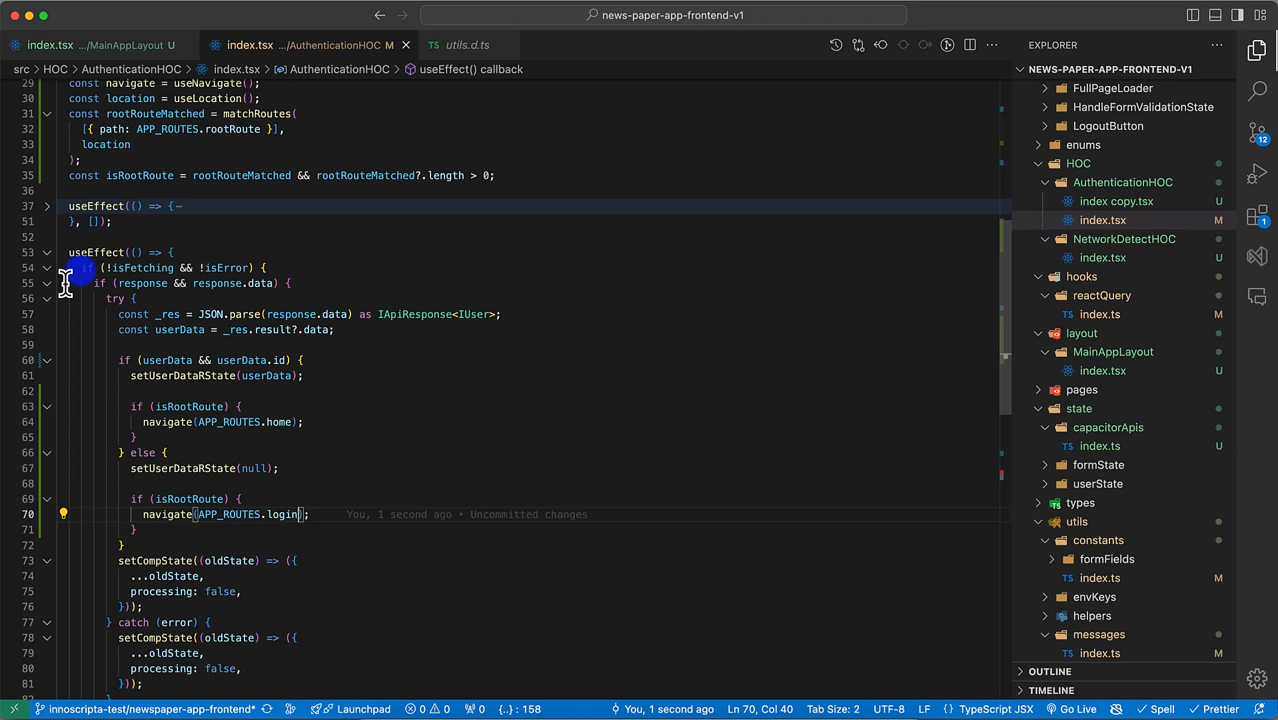 news-paper-app-frontend-v1
index.tsx .../MainAppLayout U
index.tsx .../AuthenticationHOC M
utils.d.ts
EXPLORER
src > HOC > AuthenticationHOC > index.tsx > AuthenticationHOC > useEffect() callback
29 const navigate = useNavigate();
30 const location = useLocation();
31 const rootRouteMatched = matchRoutes(
32 [{ path: APP_ROUTES.rootRoute }],
33 location
34 );
35 const isRootRoute = rootRouteMatched && rootRouteMatched?.length > 0;
36
37 useEffect(() => {
51 }, []);
52
53 useEffect(() => {
54 if (!isFetching && !isError) {
55 if (response && response.data) {
56 try {
57 const _res = JSON.parse(response.data) as IApiResponse<IUser>;
58 const userData = _res.result?.data;
59
60 if (userData && userData.id) {
61 setUserDataRState(userData);
62
63 if (isRootRoute) {
64 navigate(APP_ROUTES.home);
65 }
66 } else {
67 setUserDataRState(null);
68
69 if (isRootRoute) {
70 navigate(APP_ROUTES.login); You, 1 second ago • Uncommitted changes
71 }
72 }
73 setCompState((oldState) => ({
74 ...oldState,
75 processing: false,
76 }));
77 } catch (error) {
78 setCompState((oldState) => ({
79 ...oldState,
80 processing: false,
81 }));
82 }
NEWS-PAPER-APP-FRONTEND-V1
FullPageLoader
HandleFormValidationState
LogoutButton
enums
HOC
AuthenticationHOC
index copy.tsx
index.tsx M
NetworkDetectHOC
index.tsx
hooks
reactQuery
index.ts
layout
MainAppLayout
index.tsx U
pages
state
capacitorApis
index.ts U
formState
userState
types
utils
constants
formFields
index.ts M
envKeys
helpers
messages
index.ts M
OUTLINE
TIMELINE
12
1
innoscripta-test/newspaper-app-frontend* Launchpad 0 0 {..} : 158 You, 1 second ago Ln 70, Col 40 Tab Size: 2 UTF-8 LF {} TypeScript JSX Go Live Spell Prettier